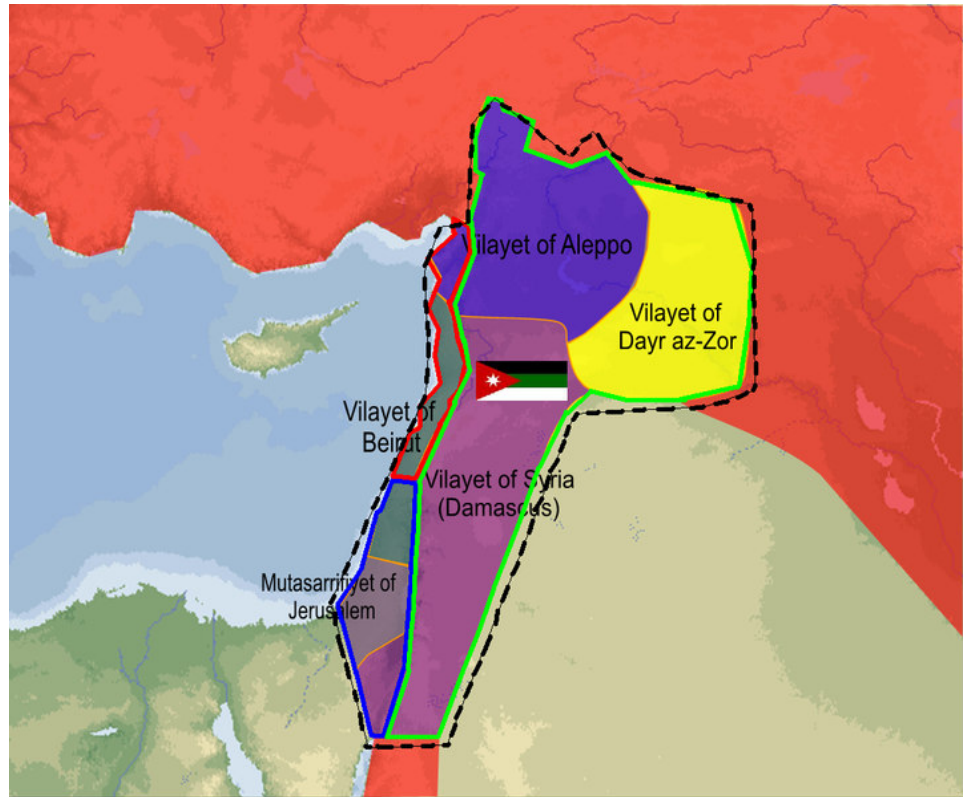 Vilayet of Aleppo
Vilayet of
Dayr az-Zor
Vilayet of
Beirut
Vilayet of Syria
(Damascus)
Mutasarrifiyet of
Jerusalem